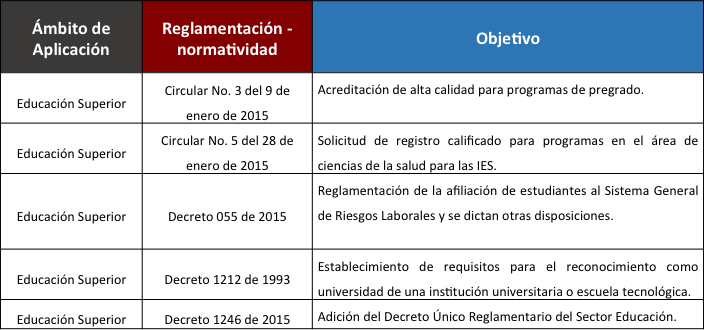 Ámbito de
Aplicación
Reglamentación -
normatividad
Objetivo
Educación Superior
Circular No. 3 del 9 de
enero de 2015
Acreditación de alta calidad para programas de pregrado.
Educación Superior
Circular No. 5 del 28 de
enero de 2015
Solicitud de registro calificado para programas en el área de
ciencias de la salud para las IES.
Educación Superior
Decreto 055 de 2015
Reglamentación de la afiliación de estudiantes al Sistema General
de Riesgos Laborales y se dictan otras disposiciones.
Educación Superior
Decreto 1212 de 1993
Establecimiento de requisitos para el reconocimiento como
universidad de una institución universitaria o escuela tecnológica.
Educación Superior
Decreto 1246 de 2015
Adición del Decreto Único Reglamentario del Sector Educación.